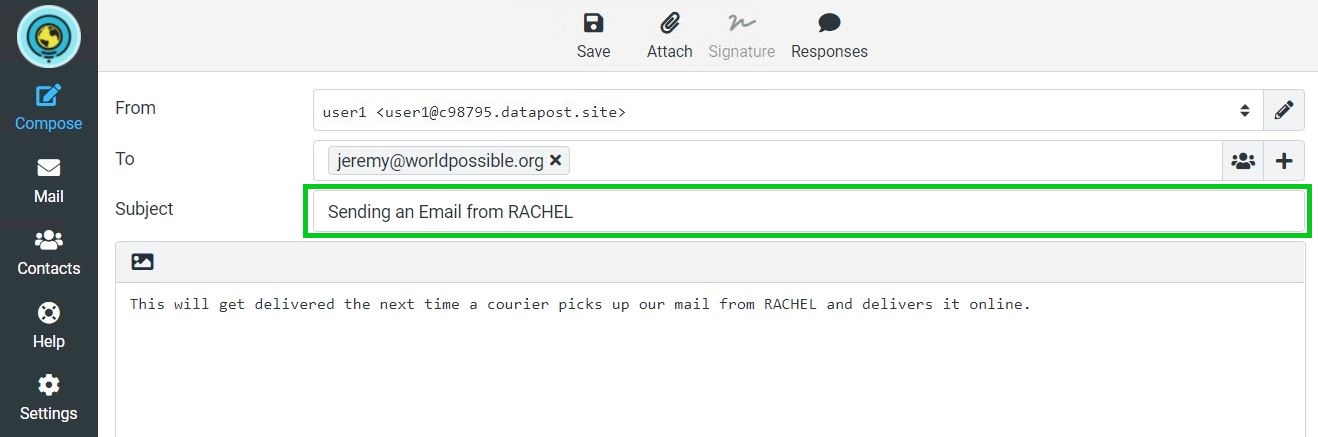 Save
Attach
Signature
Responses
Compose
Mail
Contacts
Help
Settings
From
user1 <user1@c98795.datapost.site>
To
jeremy@worldpossible.org
Subject
Sending an Email from RACHEL
This will get delivered the next time a courier picks up our mail from RACHEL and delivers it online.